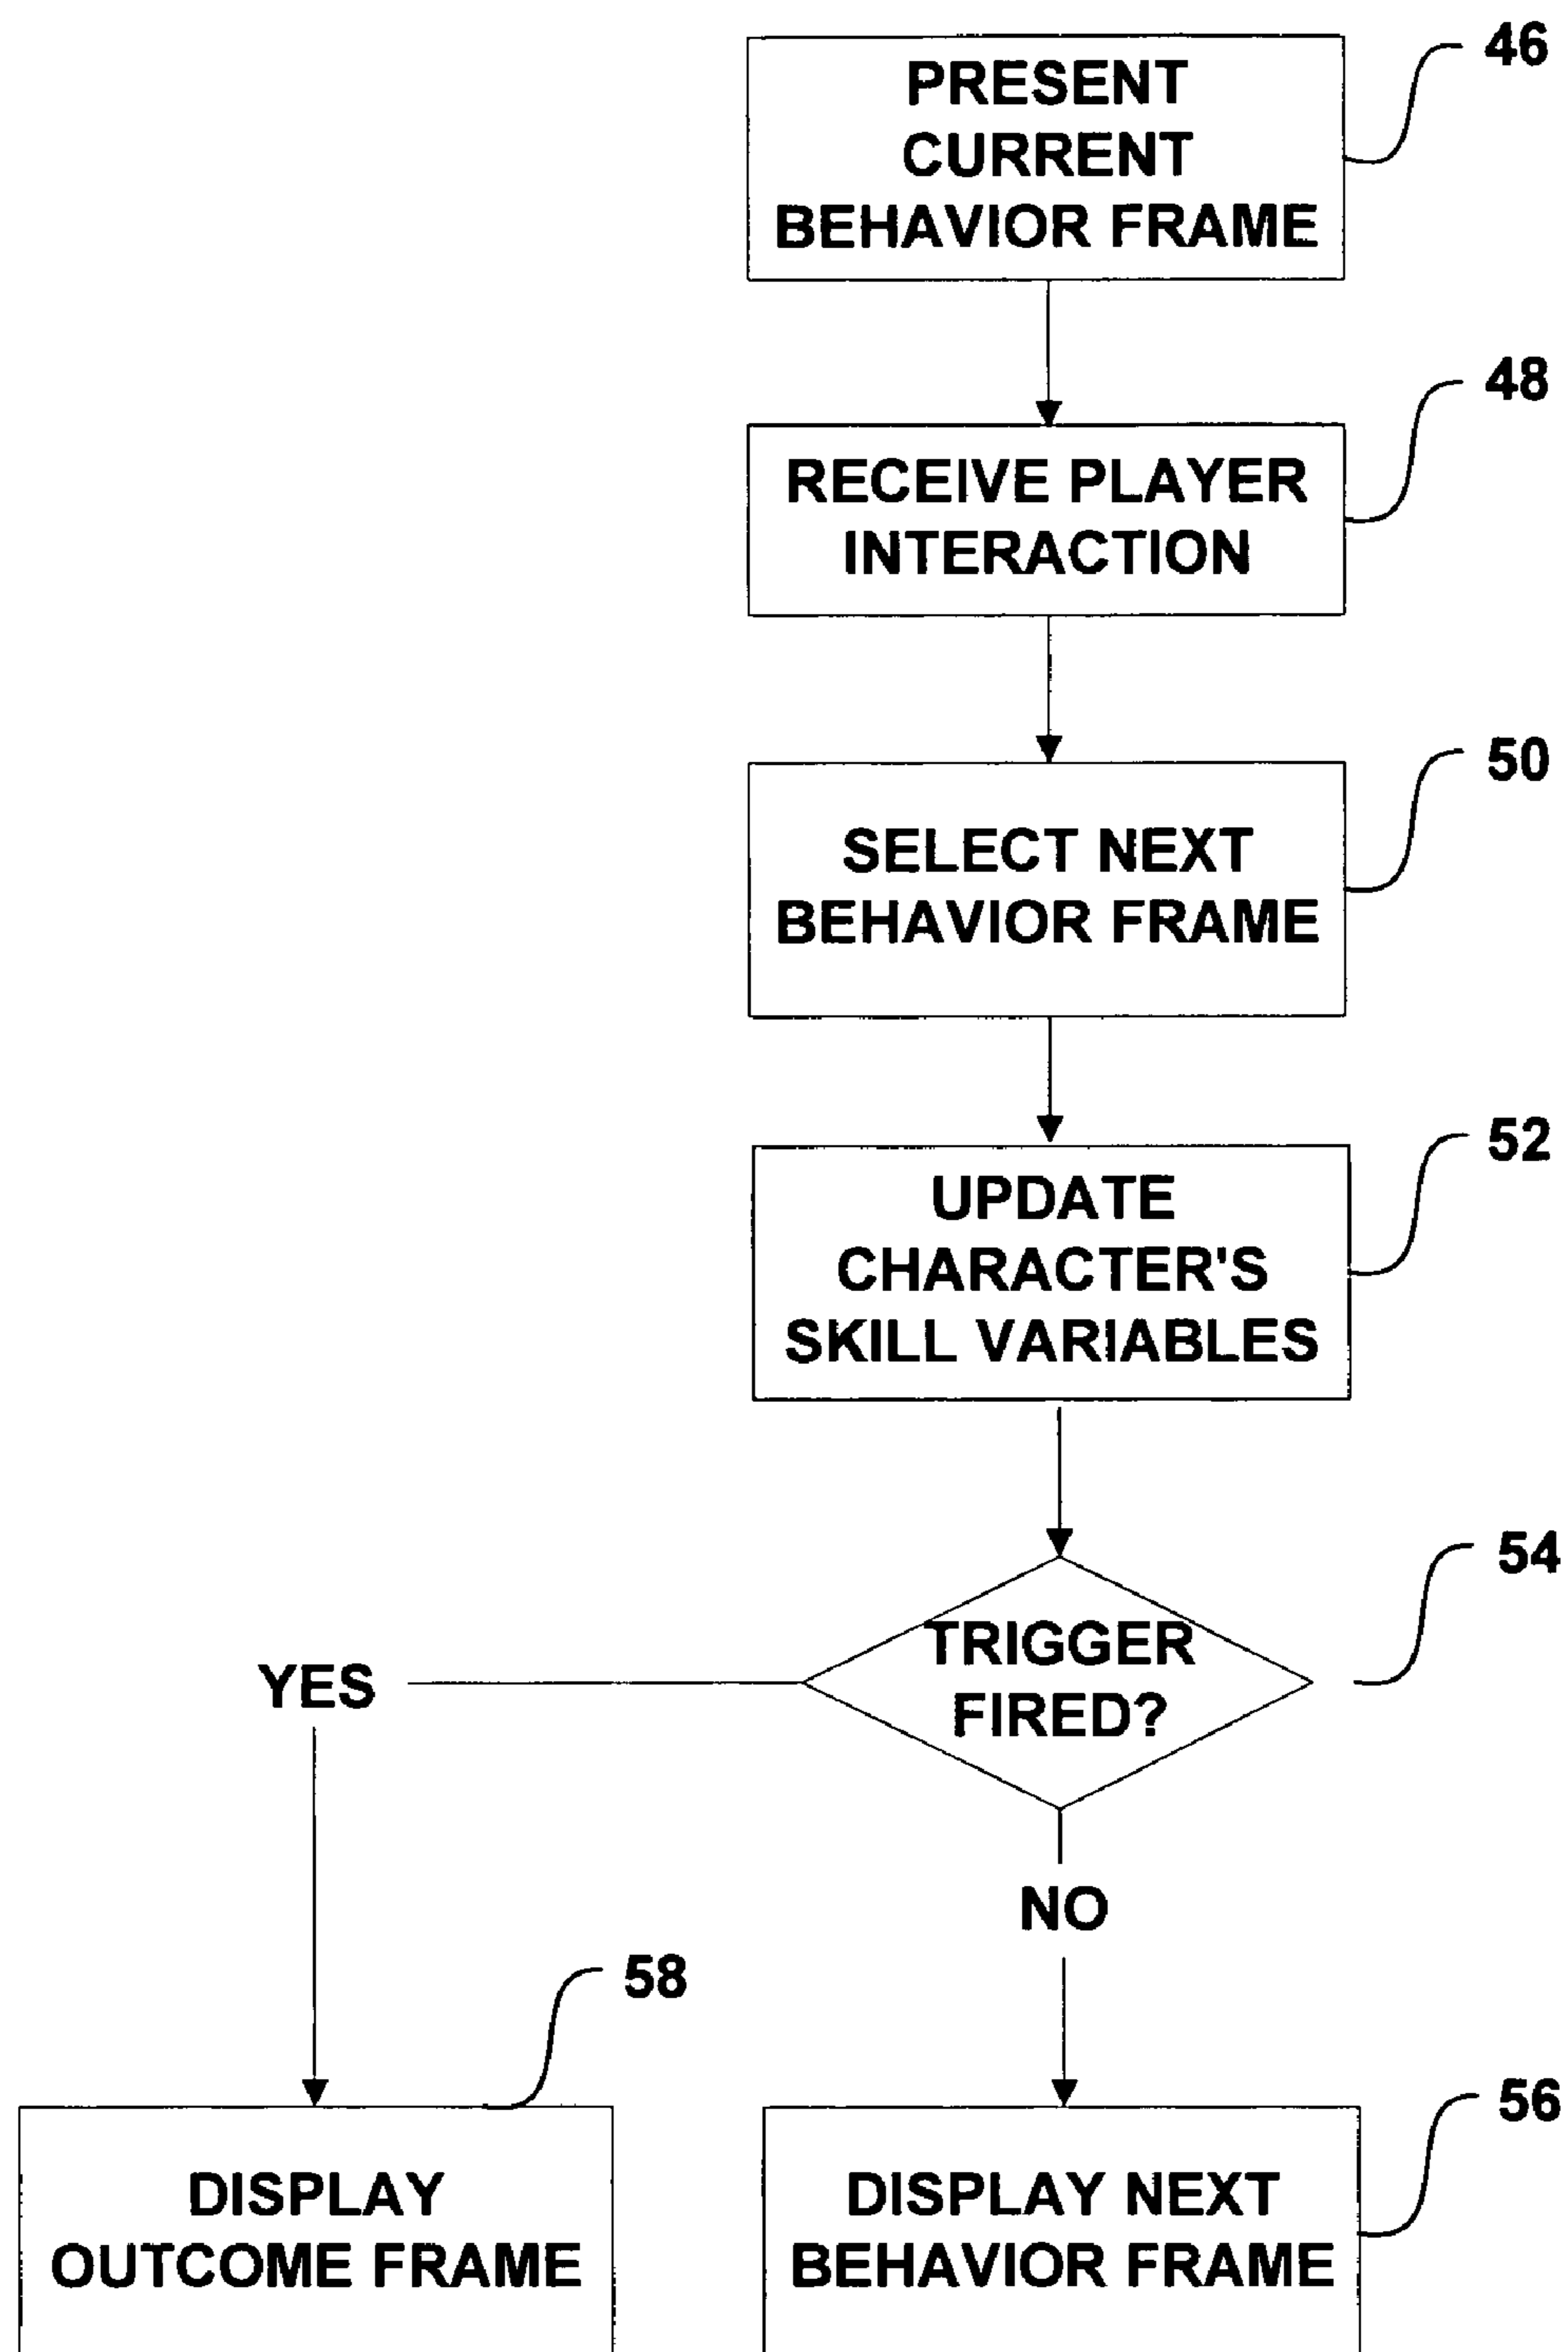 PRESENT
CURRENT
BEHAVIOR FRAME
46
RECEIVE PLAYER
INTERACTION
48
SELECT NEXT
BEHAVIOR FRAME
50
UPDATE
CHARACTER'S
SKILL VARIABLES
52
TRIGGER
FIRED?
54
YES
NO
58
DISPLAY
OUTCOME FRAME
56
DISPLAY NEXT
BEHAVIOR FRAME